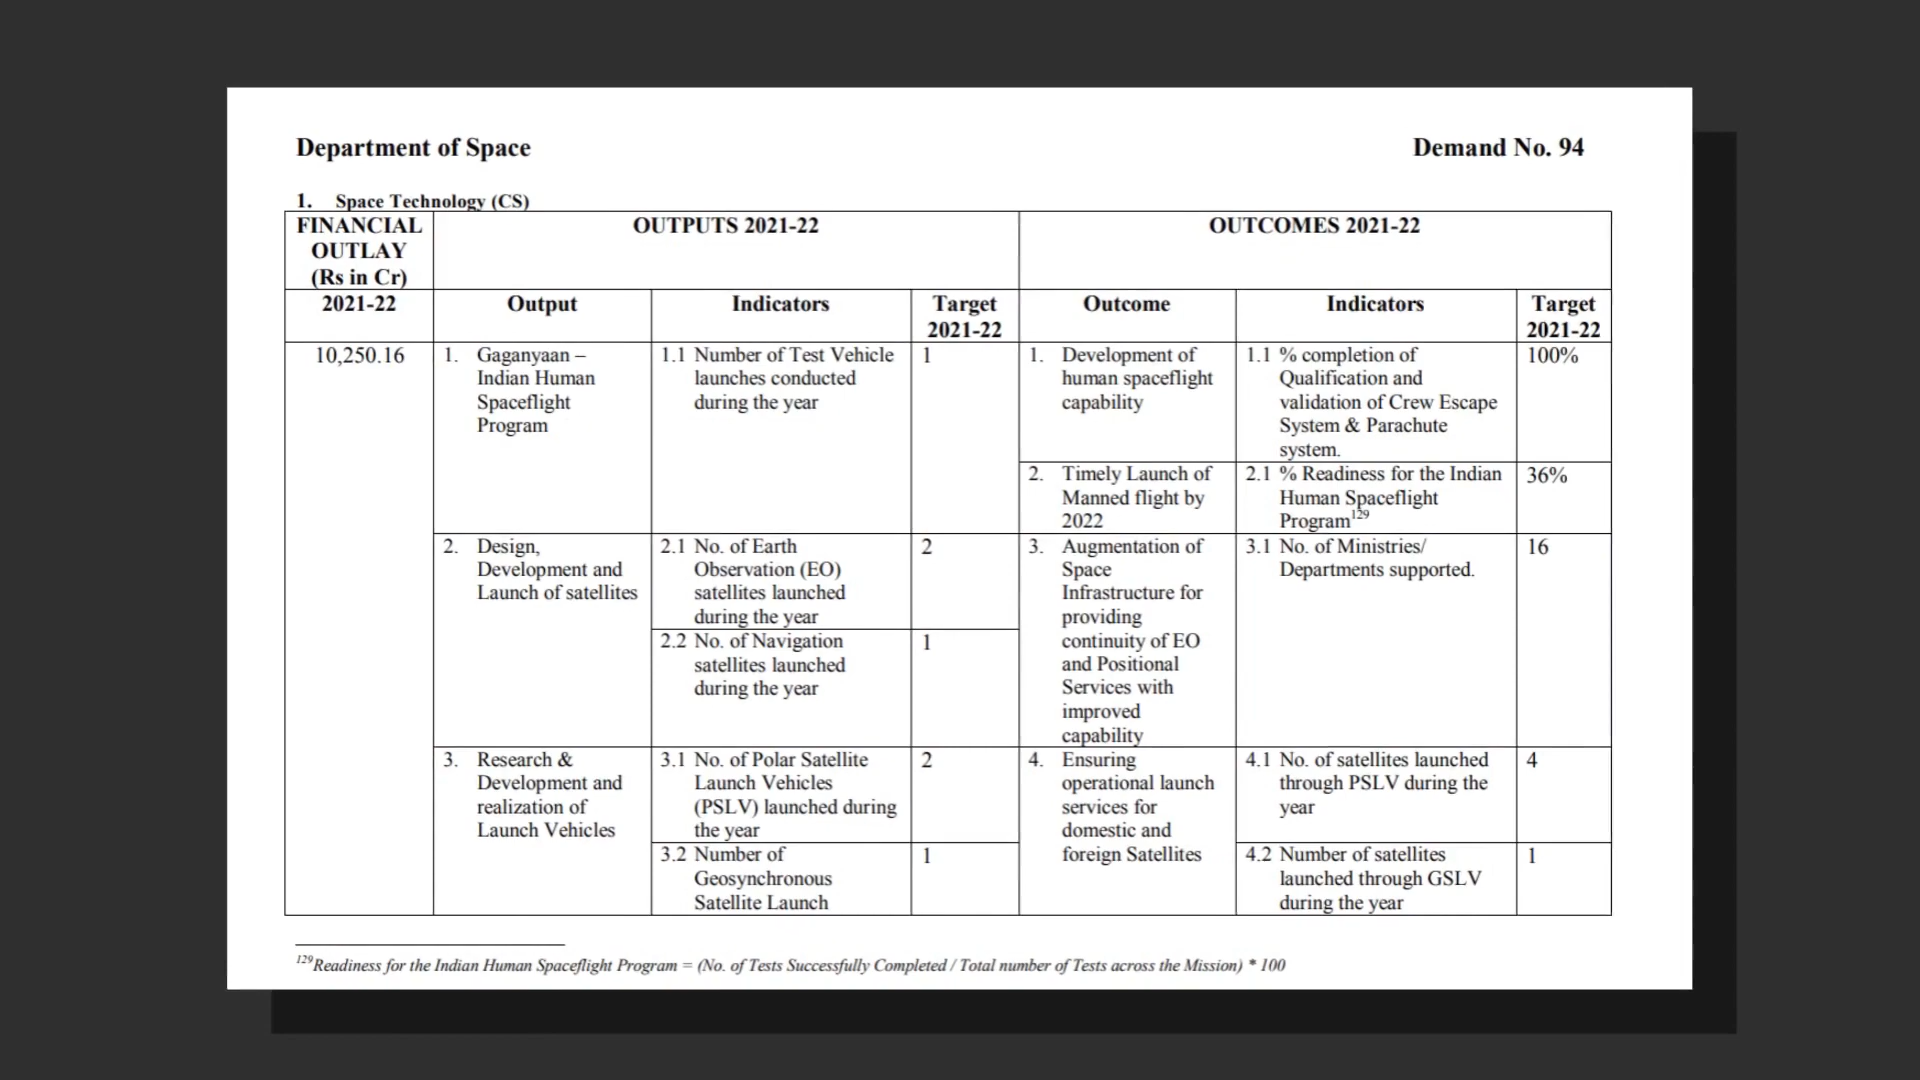 Department of Space
Demand No. 94
1. Space Technology (CS)
FINANCIAL
OUTLAY
(Rs in Cr)
OUTPUTS 2021-22
OUTCOMES 2021-22
2021-22
Output
Indicators
Target
2021-22
Outcome
Indicators
Target
2021-22
10,250.16
1. Gaganyaan –
Indian Human
Spaceflight
Program
1.1 Number of Test Vehicle
launches conducted
during the year
1
1. Development of
human spaceflight
capability
1.1 % completion of
Qualification and
validation of Crew Escape
System & Parachute
system.
100%
2. Timely Launch of
Manned flight by
2022
2.1 % Readiness for the Indian
Human Spaceflight
Program129
36%
2. Design,
Development and
Launch of satellites
2.1 No. of Earth
Observation (EO)
satellites launched
during the year
2
2.2 No. of Navigation
satellites launched
during the year
1
3. Augmentation of
Space
Infrastructure for
providing
continuity of EO
and Positional
Services with
improved
capability
3.1 No. of Ministries/
Departments supported.
16
3. Research &
Development and
realization of
Launch Vehicles
3.1 No. of Polar Satellite
Launch Vehicles
(PSLV) launched during
the year
2
3.2 Number of
Geosynchronous
Satellite Launch
1
4. Ensuring
operational launch
services for
domestic and
foreign Satellites
4.1 No. of satellites launched
through PSLV during the
year
4
4.2 Number of satellites
launched through GSLV
during the year
1
129Readiness for the Indian Human Spaceflight Program = (No. of Tests Successfully Completed / Total number of Tests across the Mission) * 100